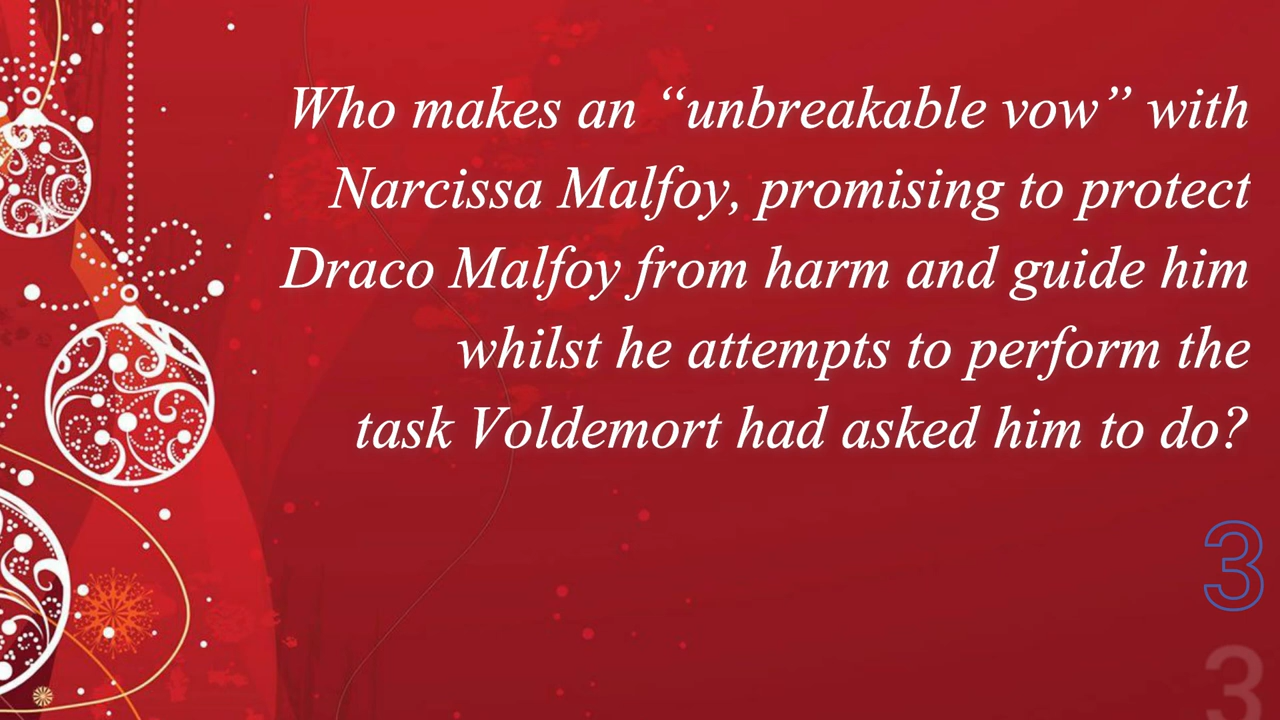 Who makes an “unbreakable vow” with
Narcissa Malfoy, promising to protect
Draco Malfoy from harm and guide him
whilst he attempts to perform the
task Voldemort had asked him to do?
3
3